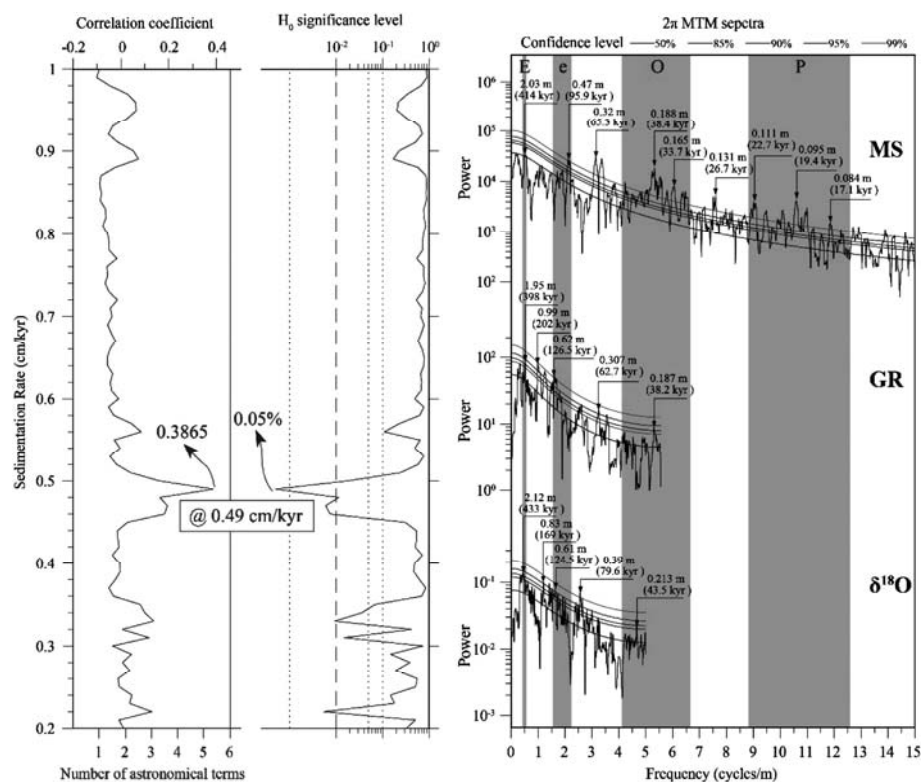 Correlation coefficient
-0.2 0 0.2 0.4
H0 significance level
10-2 10-1 100
1
0.9
0.8
0.7
0.6
0.5
0.4
0.3
0.2
Sedimentation Rate (cm/kyr)
0.3865
0.05%
@ 0.49 cm/kyr
1 2 3 4 5 6
Number of astronomical terms
2π MTM sepctra
Confidence level 50% 85% 90% 95% 99%
E e O P
106
105
104
103
102
Power
MS
2.03 m
(414 kyr)
0.47 m
(95.9 kyr)
0.32 m
(65.3 kyr)
0.188 m
(38.4 kyr)
0.165 m
(33.7 kyr)
0.131 m
(26.7 kyr)
0.111 m
(22.7 kyr)
0.095 m
(19.4 kyr)
0.084 m
(17.1 kyr)
102
101
100
Power
GR
1.95 m
(398 kyr)
0.99 m
(202 kyr)
0.62 m
(126.5 kyr)
0.307 m
(62.7 kyr)
0.187 m
(38.2 kyr)
10-1
10-2
10-3
Power
δ18O
2.12 m
(433 kyr)
0.83 m
(169 kyr)
0.61 m
(124.5 kyr)
0.39 m
(79.6 kyr)
0.213 m
(43.5 kyr)
0 1 2 3 4 5 6 7 8 9 10 11 12 13 14 15
Frequency (cycles/m)